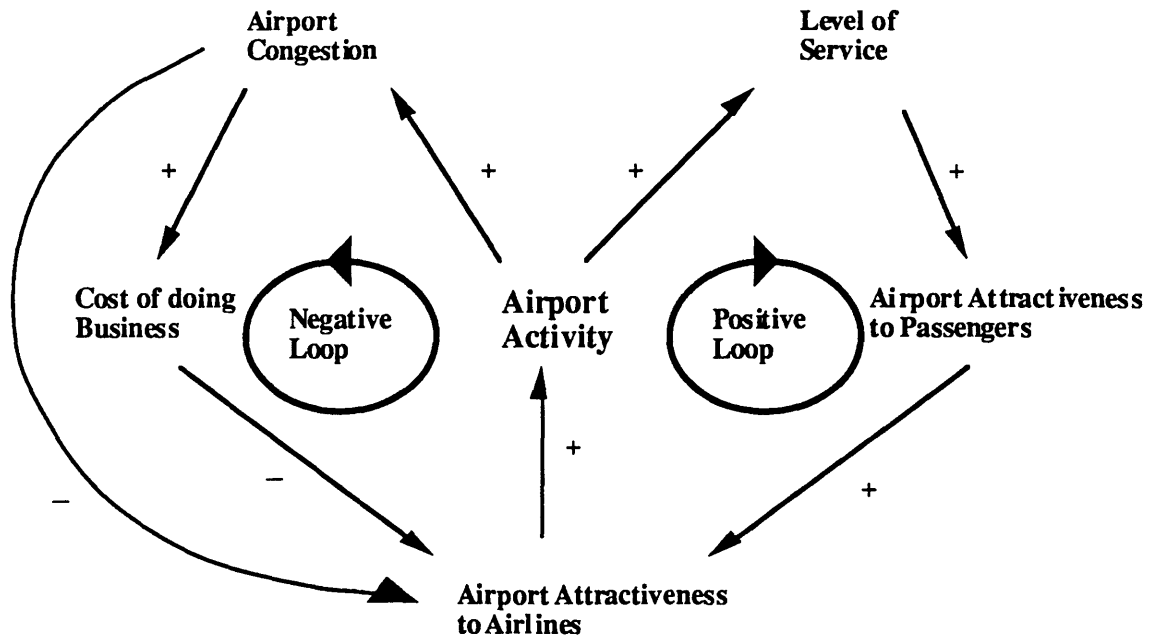 Airport
Congestion
Level of
Service
+
+
+
+
Cost of doing
Business
Negative
Loop
Airport
Activity
Positive
Loop
Airport Attractiveness
to Passengers
+
−
−
+
Airport Attractiveness
to Airlines